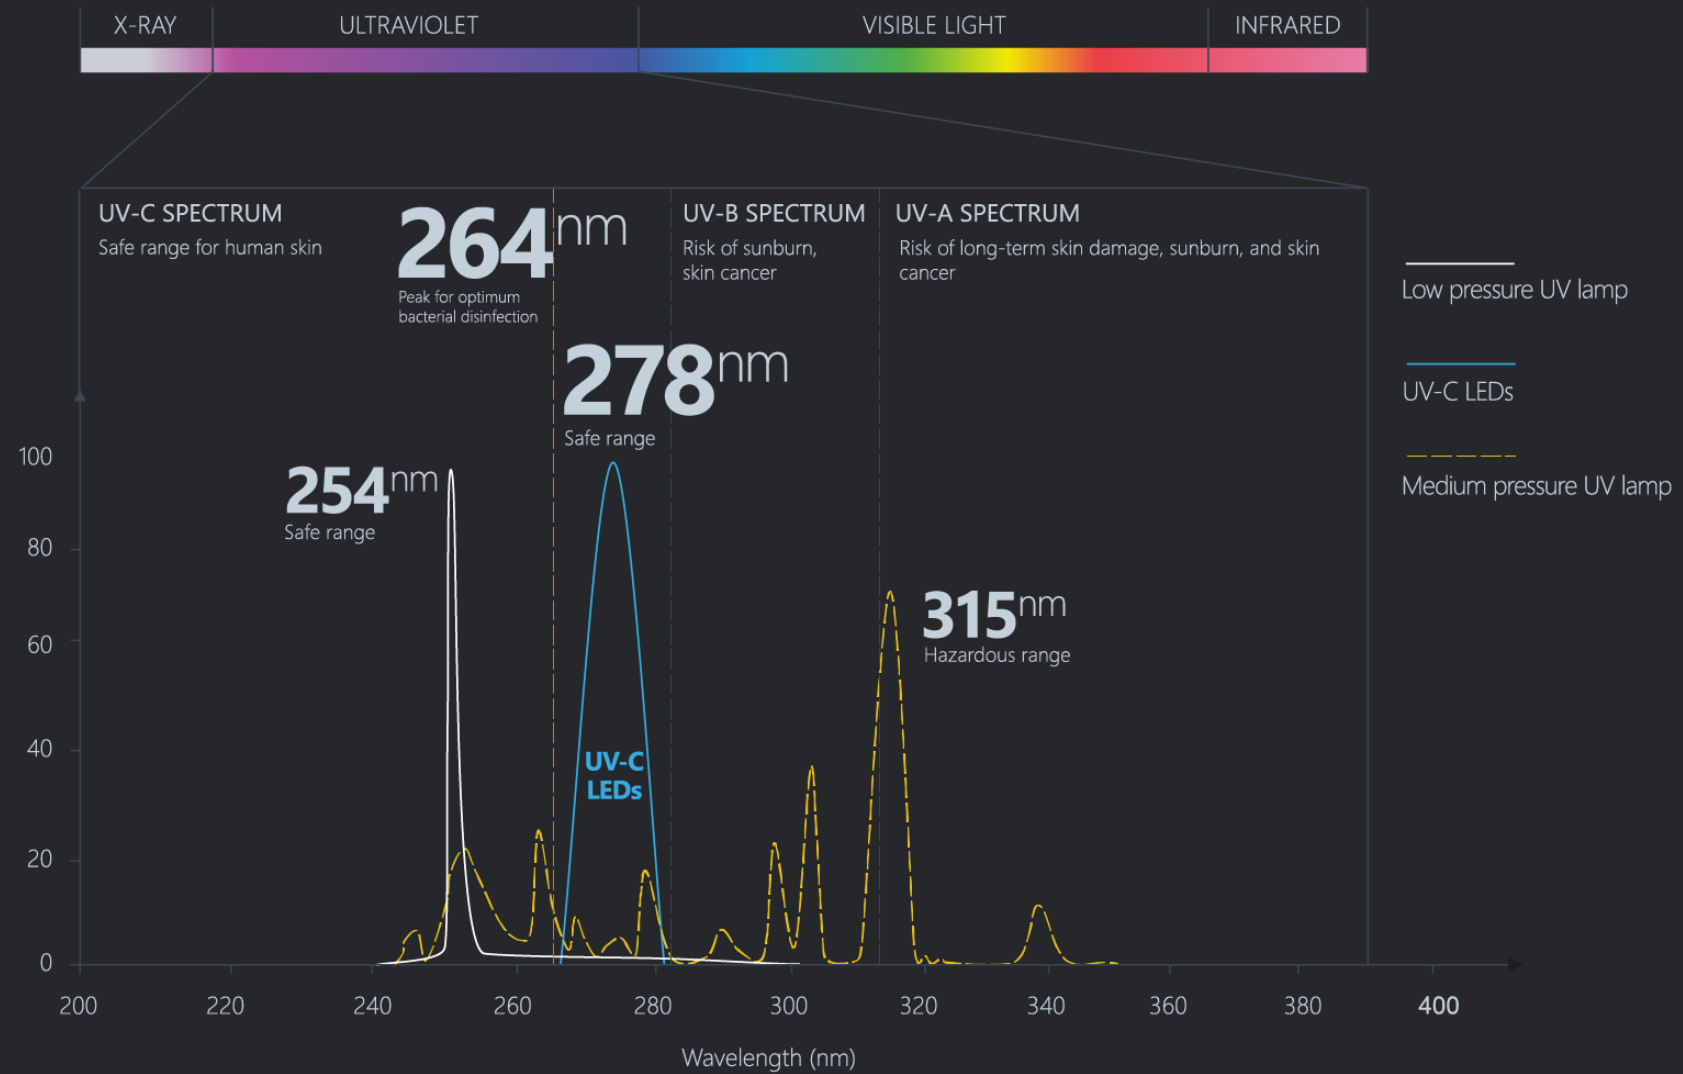 X-RAY
ULTRAVIOLET
VISIBLE LIGHT
INFRARED
UV-C SPECTRUM
Safe range for human skin
264nm
Peak for optimum
bacterial disinfection
UV-B SPECTRUM
Risk of sunburn,
skin cancer
UV-A SPECTRUM
Risk of long-term skin damage, sunburn, and skin
cancer
Low pressure UV lamp
UV-C LEDs
Medium pressure UV lamp
278nm
Safe range
254nm
Safe range
315nm
Hazardous range
UV-C
LEDs
100
80
60
40
20
0
200
220
240
260
280
300
320
340
360
380
400
Wavelength (nm)